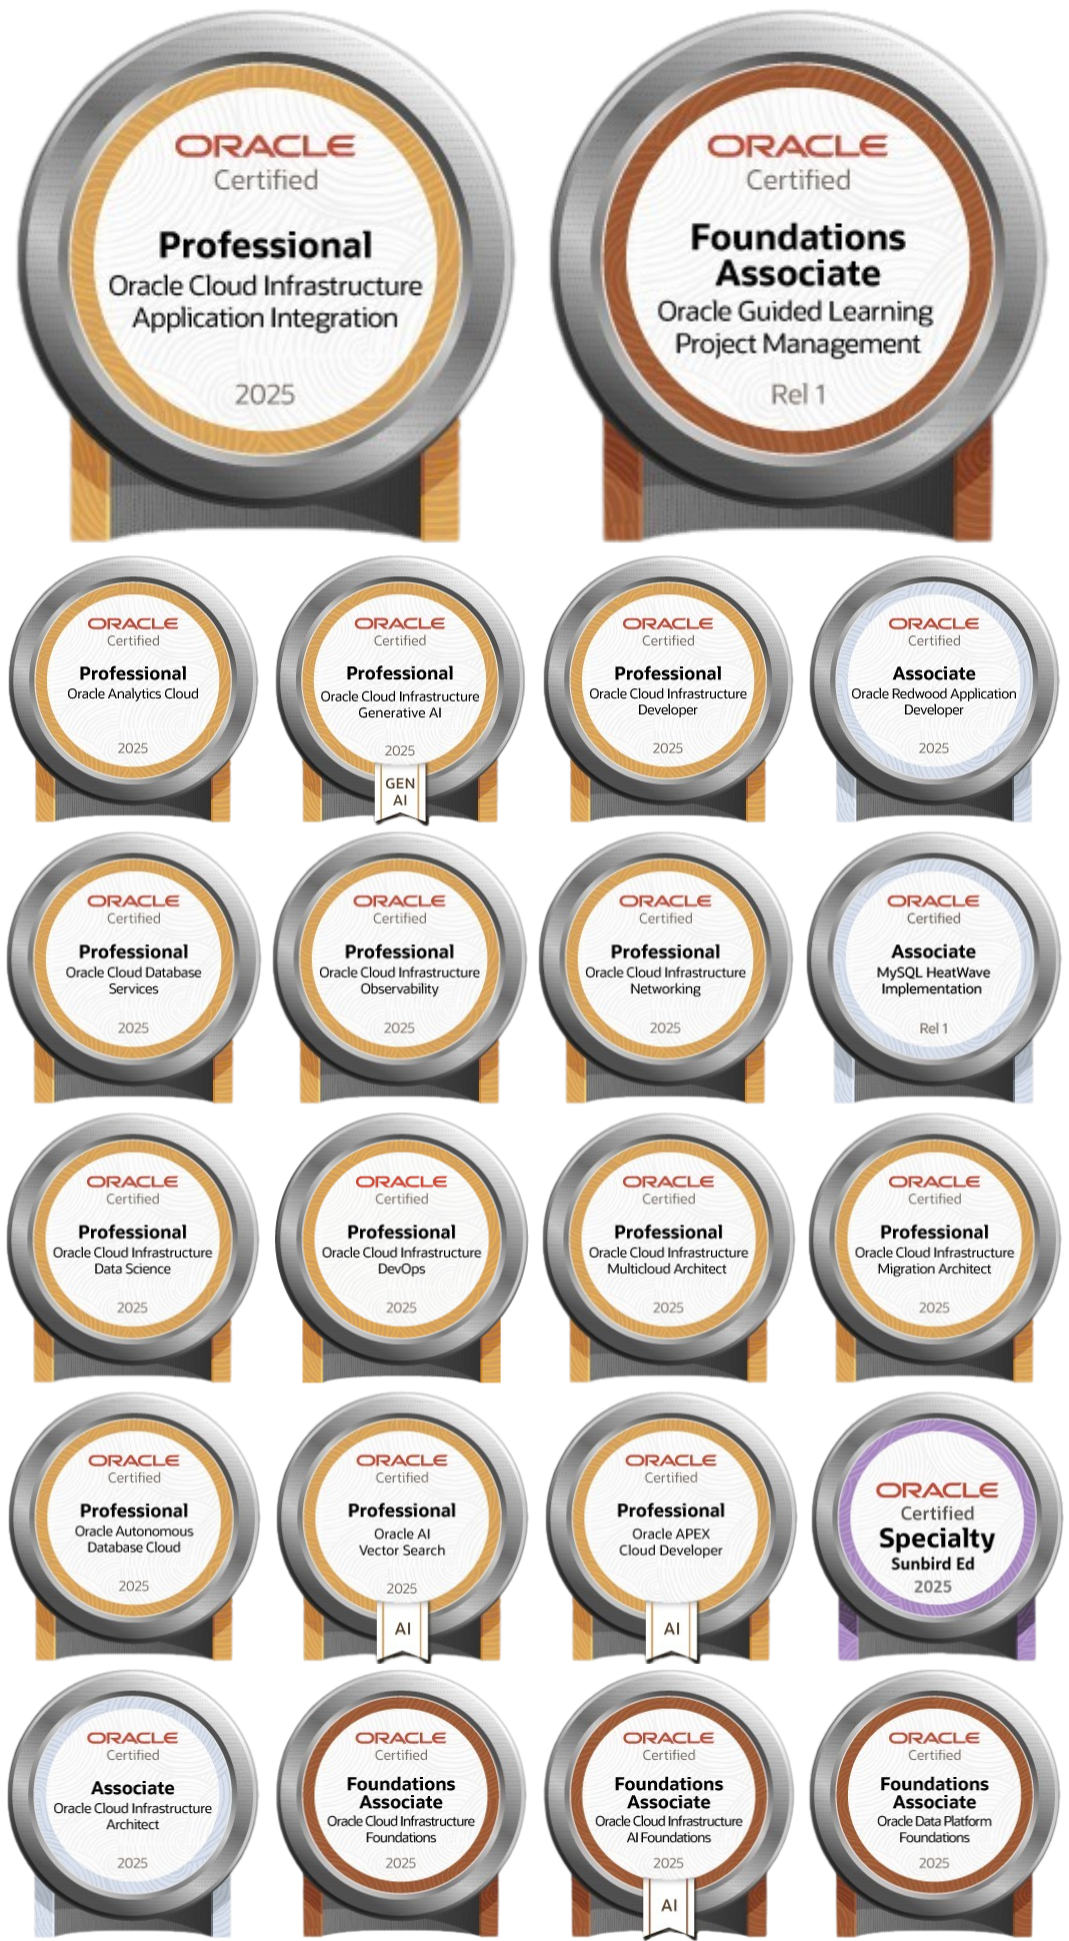 ORACLE
Certified
Professional
Oracle Cloud Infrastructure
Application Integration
2025
ORACLE
Certified
Foundations
Associate
Oracle Guided Learning
Project Management
Rel 1
ORACLE
Certified
Professional
Oracle Analytics Cloud
2025
ORACLE
Certified
Professional
Oracle Cloud Infrastructure
Generative AI
2025
GEN
AI
ORACLE
Certified
Professional
Oracle Cloud Infrastructure
Developer
2025
ORACLE
Certified
Associate
Oracle Redwood Application
Developer
2025
ORACLE
Certified
Professional
Oracle Cloud Database
Services
2025
ORACLE
Certified
Professional
Oracle Cloud Infrastructure
Observability
2025
ORACLE
Certified
Professional
Oracle Cloud Infrastructure
Networking
2025
ORACLE
Certified
Associate
MySQL HeatWave
Implementation
Rel 1
ORACLE
Certified
Professional
Oracle Cloud Infrastructure
Data Science
2025
ORACLE
Certified
Professional
Oracle Cloud Infrastructure
DevOps
2025
ORACLE
Certified
Professional
Oracle Cloud Infrastructure
Multicloud Architect
2025
ORACLE
Certified
Professional
Oracle Cloud Infrastructure
Migration Architect
2025
ORACLE
Certified
Professional
Oracle Autonomous
Database Cloud
2025
ORACLE
Certified
Professional
Oracle AI
Vector Search
2025
AI
ORACLE
Certified
Professional
Oracle APEX
Cloud Developer
AI
ORACLE
Certified
Specialty
Sunbird Ed
2025
ORACLE
Certified
Associate
Oracle Cloud Infrastructure
Architect
2025
ORACLE
Certified
Foundations
Associate
Oracle Cloud Infrastructure
Foundations
2025
ORACLE
Certified
Foundations
Associate
Oracle Cloud Infrastructure
AI Foundations
2025
AI
ORACLE
Certified
Foundations
Associate
Oracle Data Platform
Foundations
2025